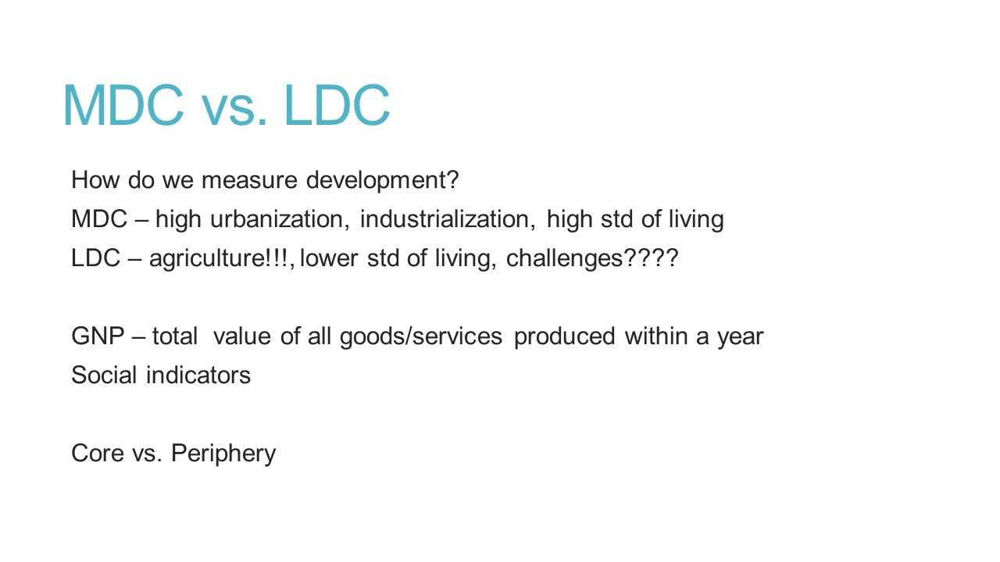 MDC vs. LDC
How do we measure development?
MDC – high urbanization, industrialization, high std of living
LDC – agriculture!!!, lower std of living, challenges????
GNP – total  value of all goods/services produced within a year
Social indicators
Core vs. Periphery